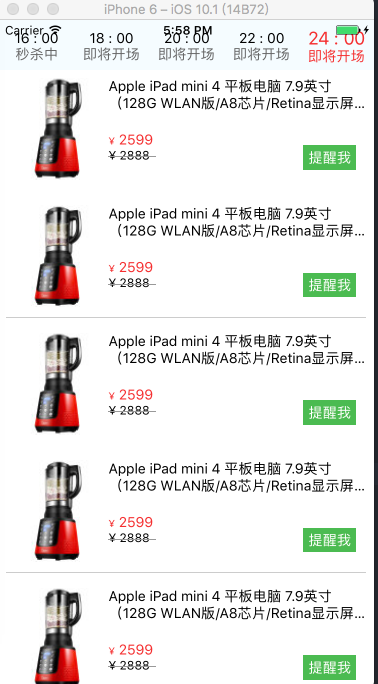 iPhone 6 – iOS 10.1 (14B72)
Carrier 5:58 PM
16 : 00 18 : 00 20 : 00 22 : 00 24 : 00
秒杀中 即将开场 即将开场 即将开场 即将开场
Apple iPad mini 4 平板电脑 7.9英寸
（128G WLAN版/A8芯片/Retina显示屏...
¥ 2599
¥ 2888
提醒我
Apple iPad mini 4 平板电脑 7.9英寸
（128G WLAN版/A8芯片/Retina显示屏...
¥ 2599
¥ 2888
提醒我
Apple iPad mini 4 平板电脑 7.9英寸
（128G WLAN版/A8芯片/Retina显示屏...
¥ 2599
¥ 2888
提醒我
Apple iPad mini 4 平板电脑 7.9英寸
（128G WLAN版/A8芯片/Retina显示屏...
¥ 2599
¥ 2888
提醒我
Apple iPad mini 4 平板电脑 7.9英寸
（128G WLAN版/A8芯片/Retina显示屏...
¥ 2599
¥ 2888
提醒我